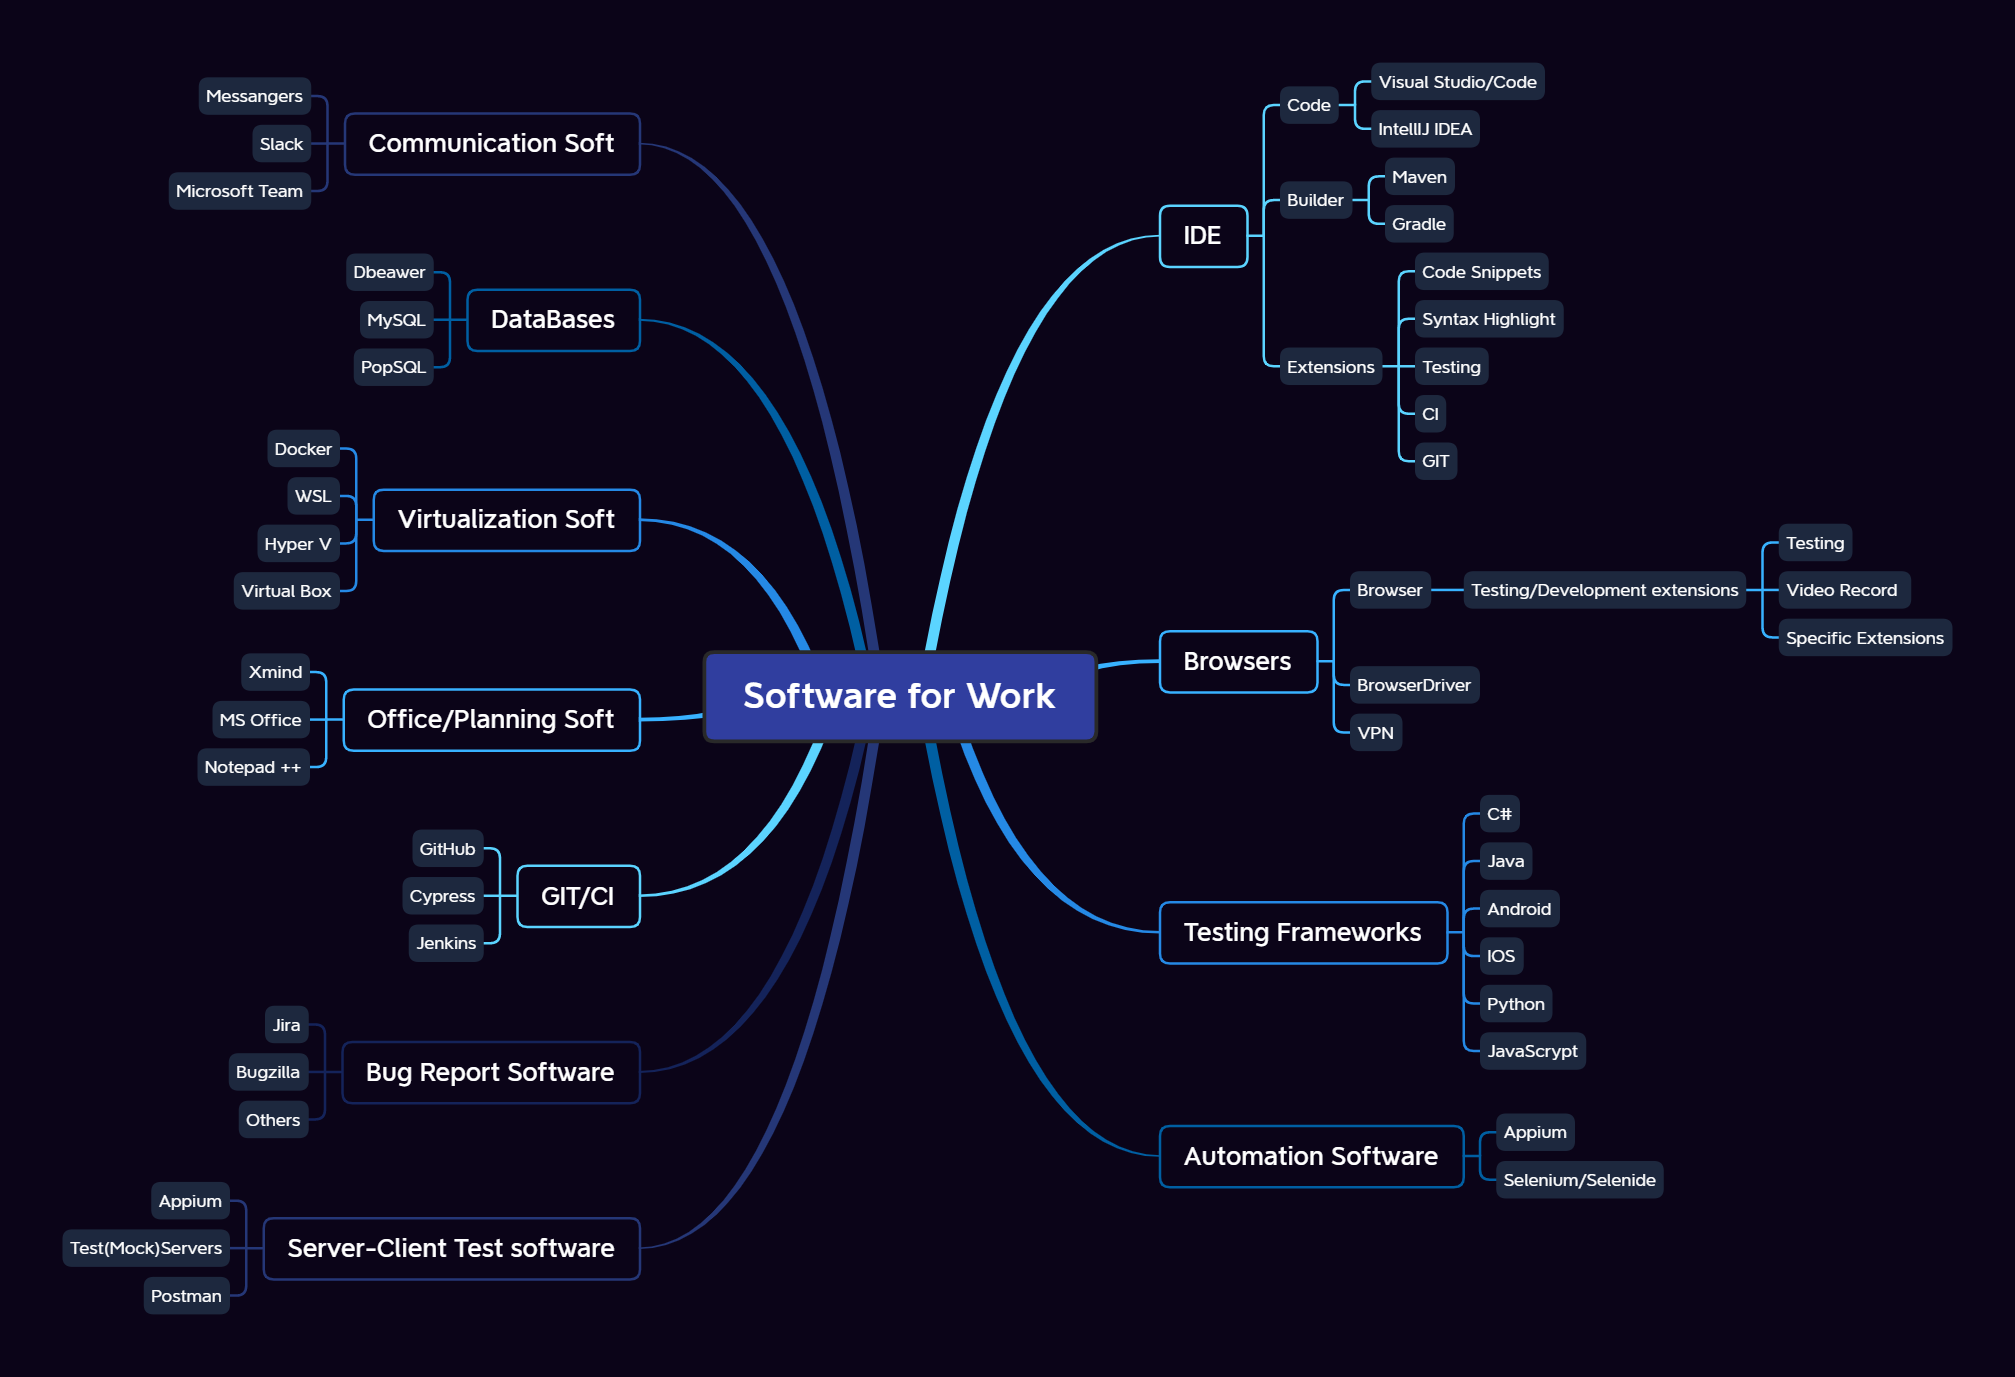 Software for Work
IDE
Code
Visual Studio/Code
IntellIJ IDEA
Builder
Maven
Gradle
Extensions
Code Snippets
Syntax Highlight
Testing
CI
GIT
Browsers
Browser
Testing/Development extensions
Testing
Video Record
Specific Extensions
BrowserDriver
VPN
Testing Frameworks
C#
Java
Android
IOS
Python
JavaScrypt
Automation Software
Appium
Selenium/Selenide
Communication Soft
Messangers
Slack
Microsoft Team
DataBases
Dbeawer
MySQL
PopSQL
Virtualization Soft
Docker
WSL
Hyper V
Virtual Box
Office/Planning Soft
Xmind
MS Office
Notepad ++
GIT/CI
GitHub
Cypress
Jenkins
Bug Report Software
Jira
Bugzilla
Others
Server-Client Test software
Appium
Test(Mock)Servers
Postman